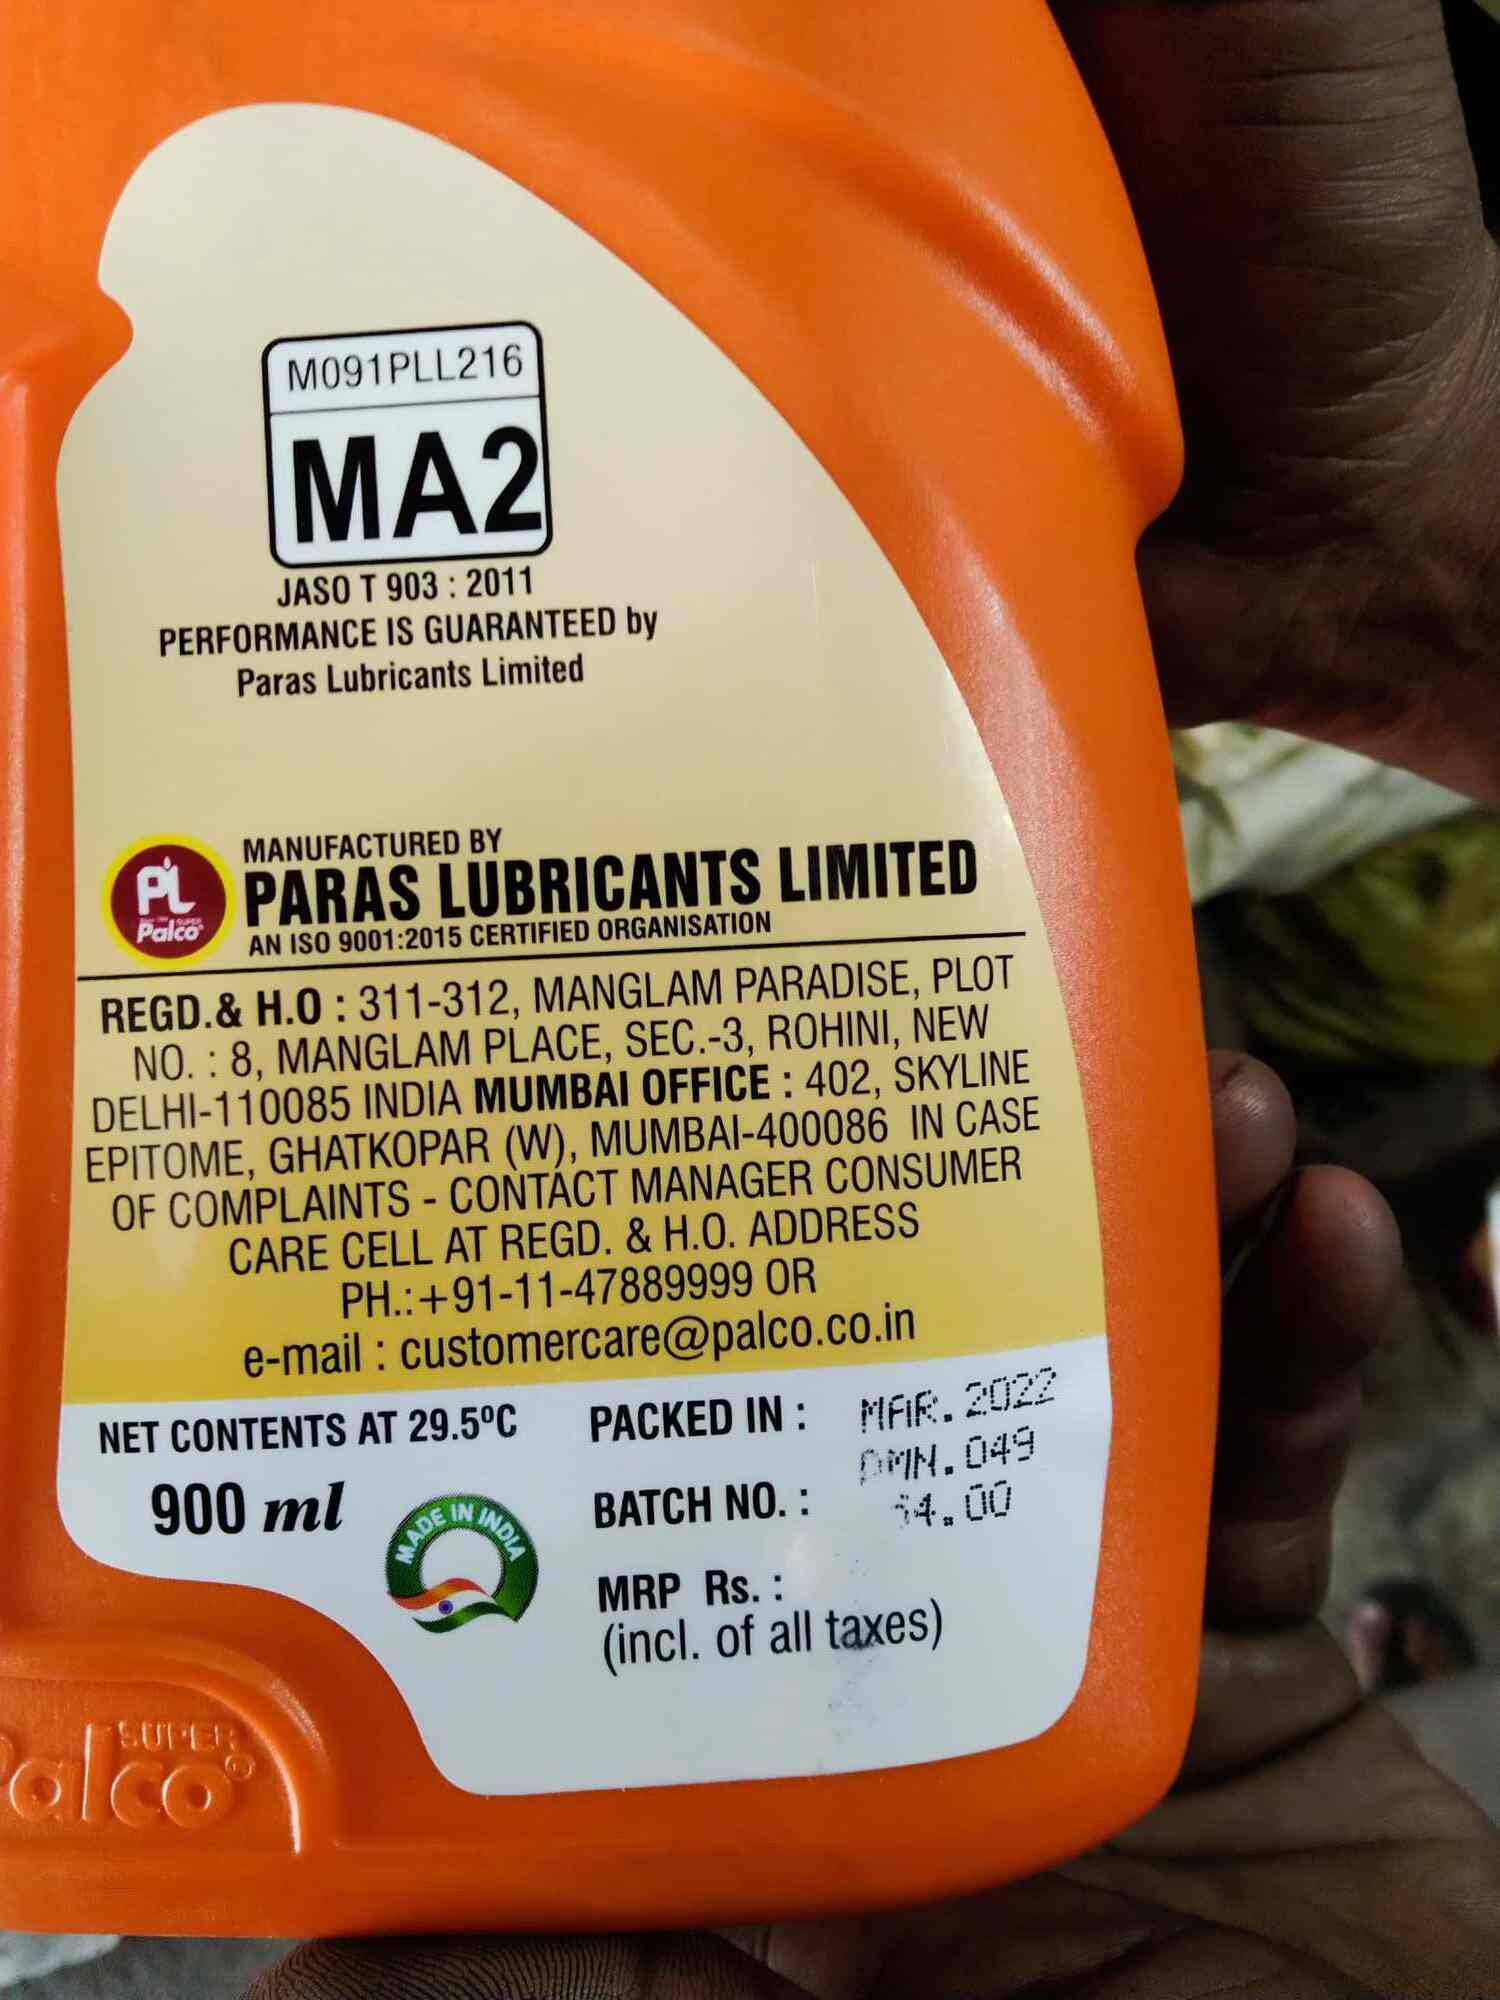 M091PLL216
MA2
JASO T 903 : 2011
PERFORMANCE IS GUARANTEED by
Paras Lubricants Limited
PL
SUPER
Palco
MANUFACTURED BY
PARAS LUBRICANTS LIMITED
AN ISO 9001:2015 CERTIFIED ORGANISATION
REGD.& H.O : 311-312, MANGLAM PARADISE, PLOT
NO. : 8, MANGLAM PLACE, SEC.-3, ROHINI, NEW
DELHI-110085 INDIA MUMBAI OFFICE : 402, SKYLINE
EPITOME, GHATKOPAR (W), MUMBAI-400086 IN CASE
OF COMPLAINTS - CONTACT MANAGER CONSUMER
CARE CELL AT REGD. & H.O. ADDRESS
PH.:+91-11-47889999 OR
e-mail : customercare@palco.co.in
NET CONTENTS AT 29.5ºC
900 ml
MADE IN INDIA
PACKED IN : MAR. 2022
BATCH NO. :
MRP Rs. :
(incl. of all taxes)
SUPER
Palco®